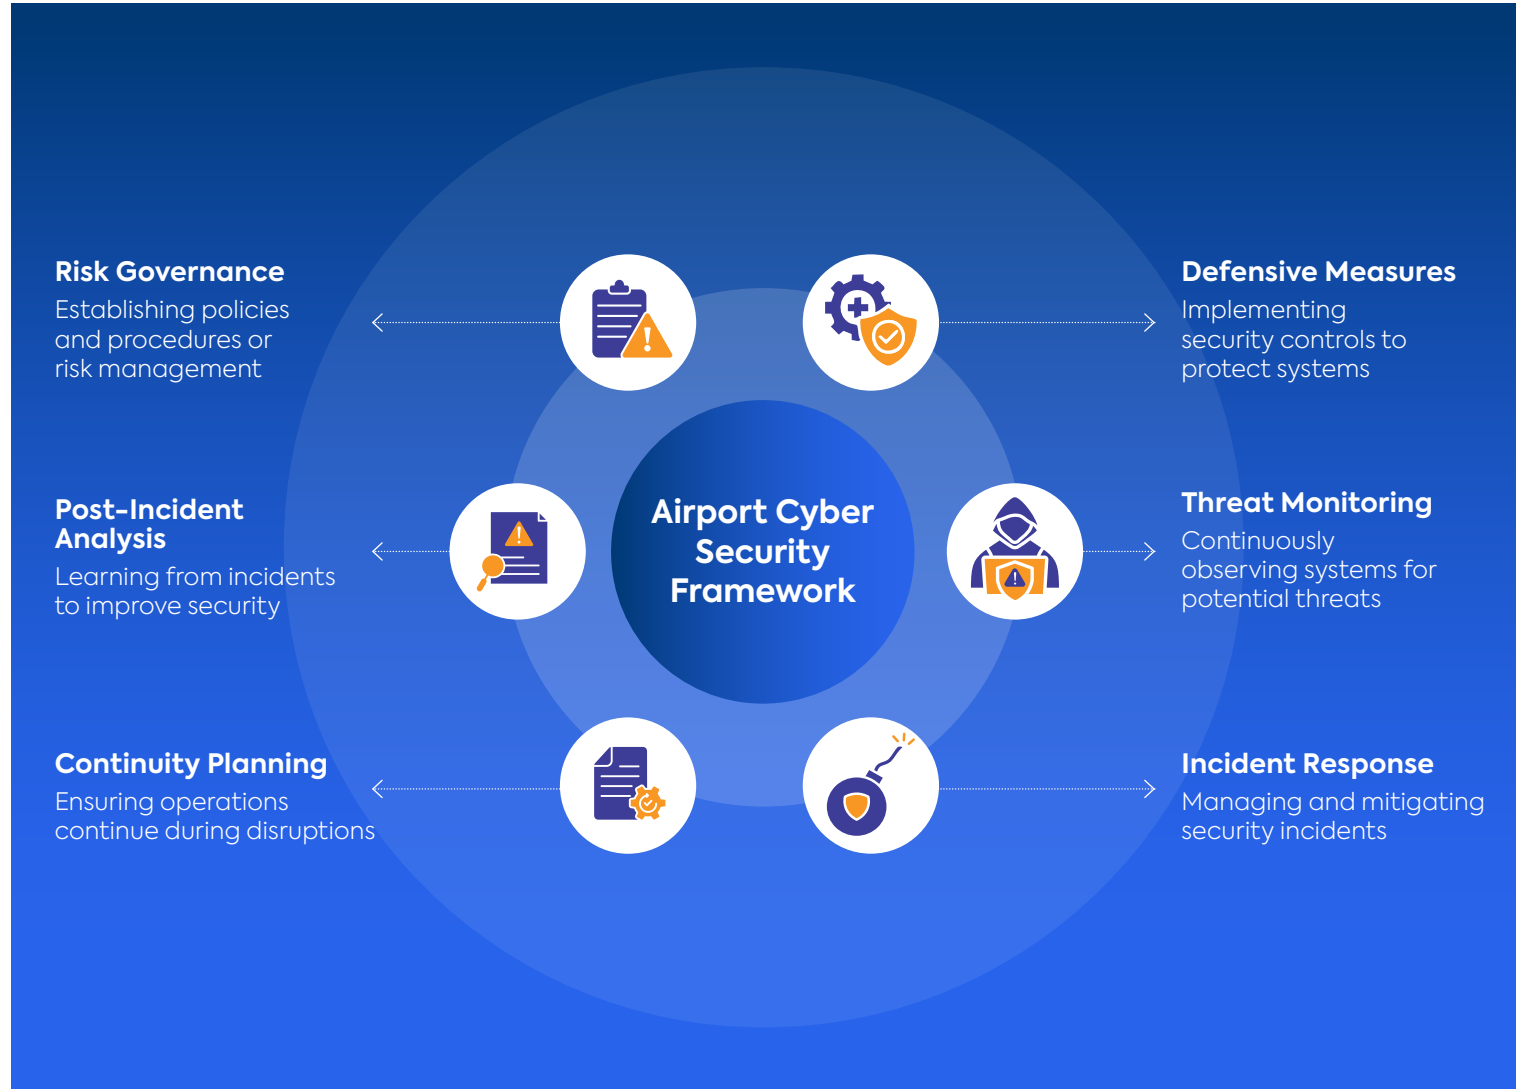 Airport Cyber
Security
Framework
Risk Governance
Establishing policies
and procedures or
risk management
Post-Incident
Analysis
Learning from incidents
to improve security
Continuity Planning
Ensuring operations
continue during disruptions
Defensive Measures
Implementing
security controls to
protect systems
Threat Monitoring
Continuously
observing systems for
potential threats
Incident Response
Managing and mitigating
security incidents